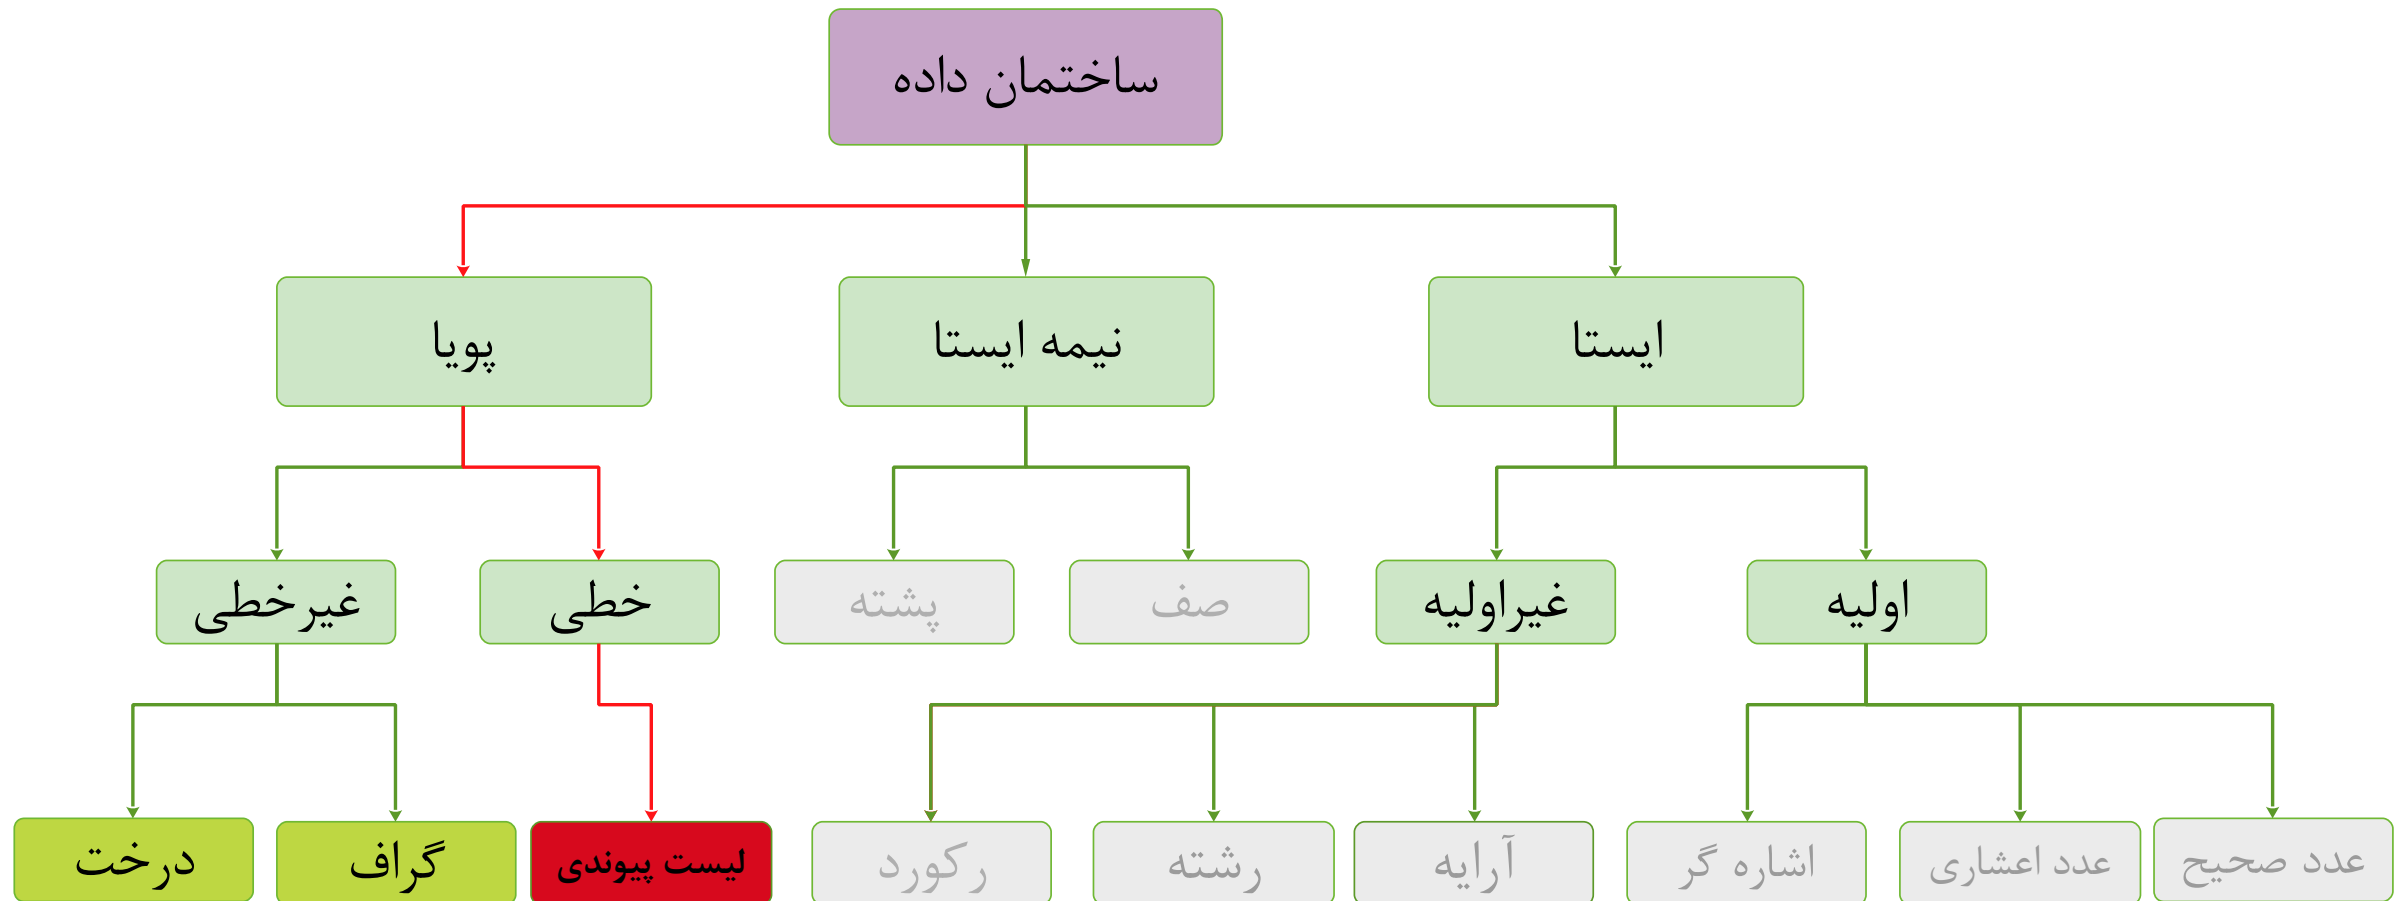 ساختمان داده
ایستا
نیمه ایستا
پویا
اولیه
غیراولیه
صف
پشته
خطی
غیرخطی
عدد صحیح
عدد اعشاری
اشاره گر
آرایه
رشته
رکورد
لیست پیوندی
گراف
درخت